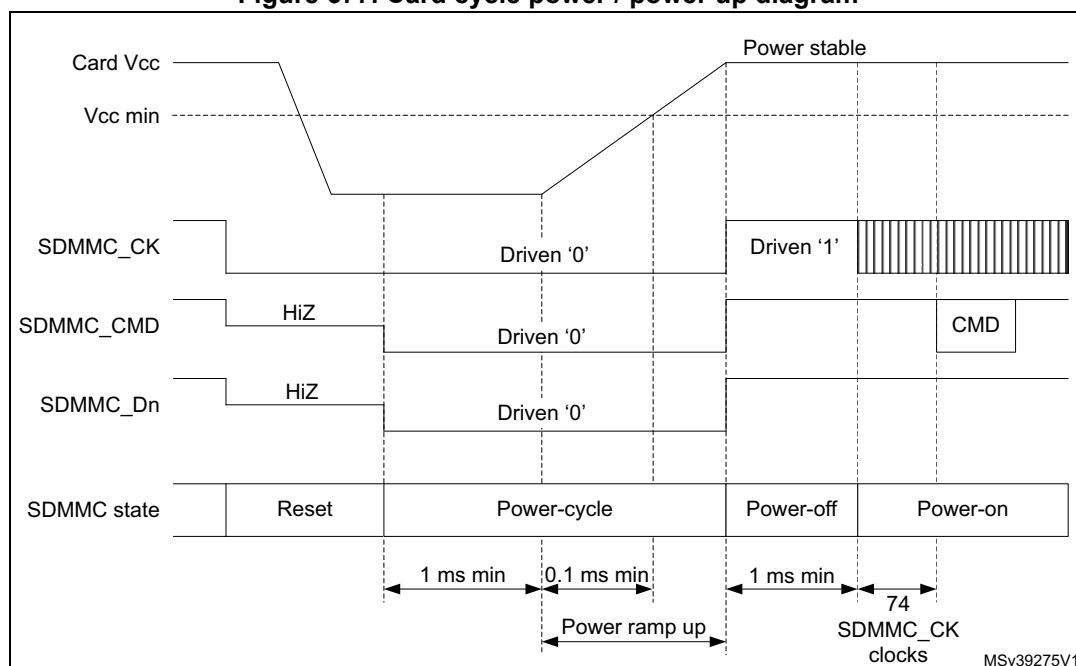 Figure 677. Card cycle power / power up diagram
Power stable
Card Vcc
Vcc min
SDMMC_CK
Driven ‘0’
Driven ‘1’
SDMMC_CMD
HiZ
Driven ‘0’
CMD
SDMMC_Dn
HiZ
Driven ‘0’
SDMMC state
Reset
Power-cycle
Power-off
Power-on
1 ms min
0.1 ms min
1 ms min
74
SDMMC_CK
clocks
Power ramp up
MSv39275V1